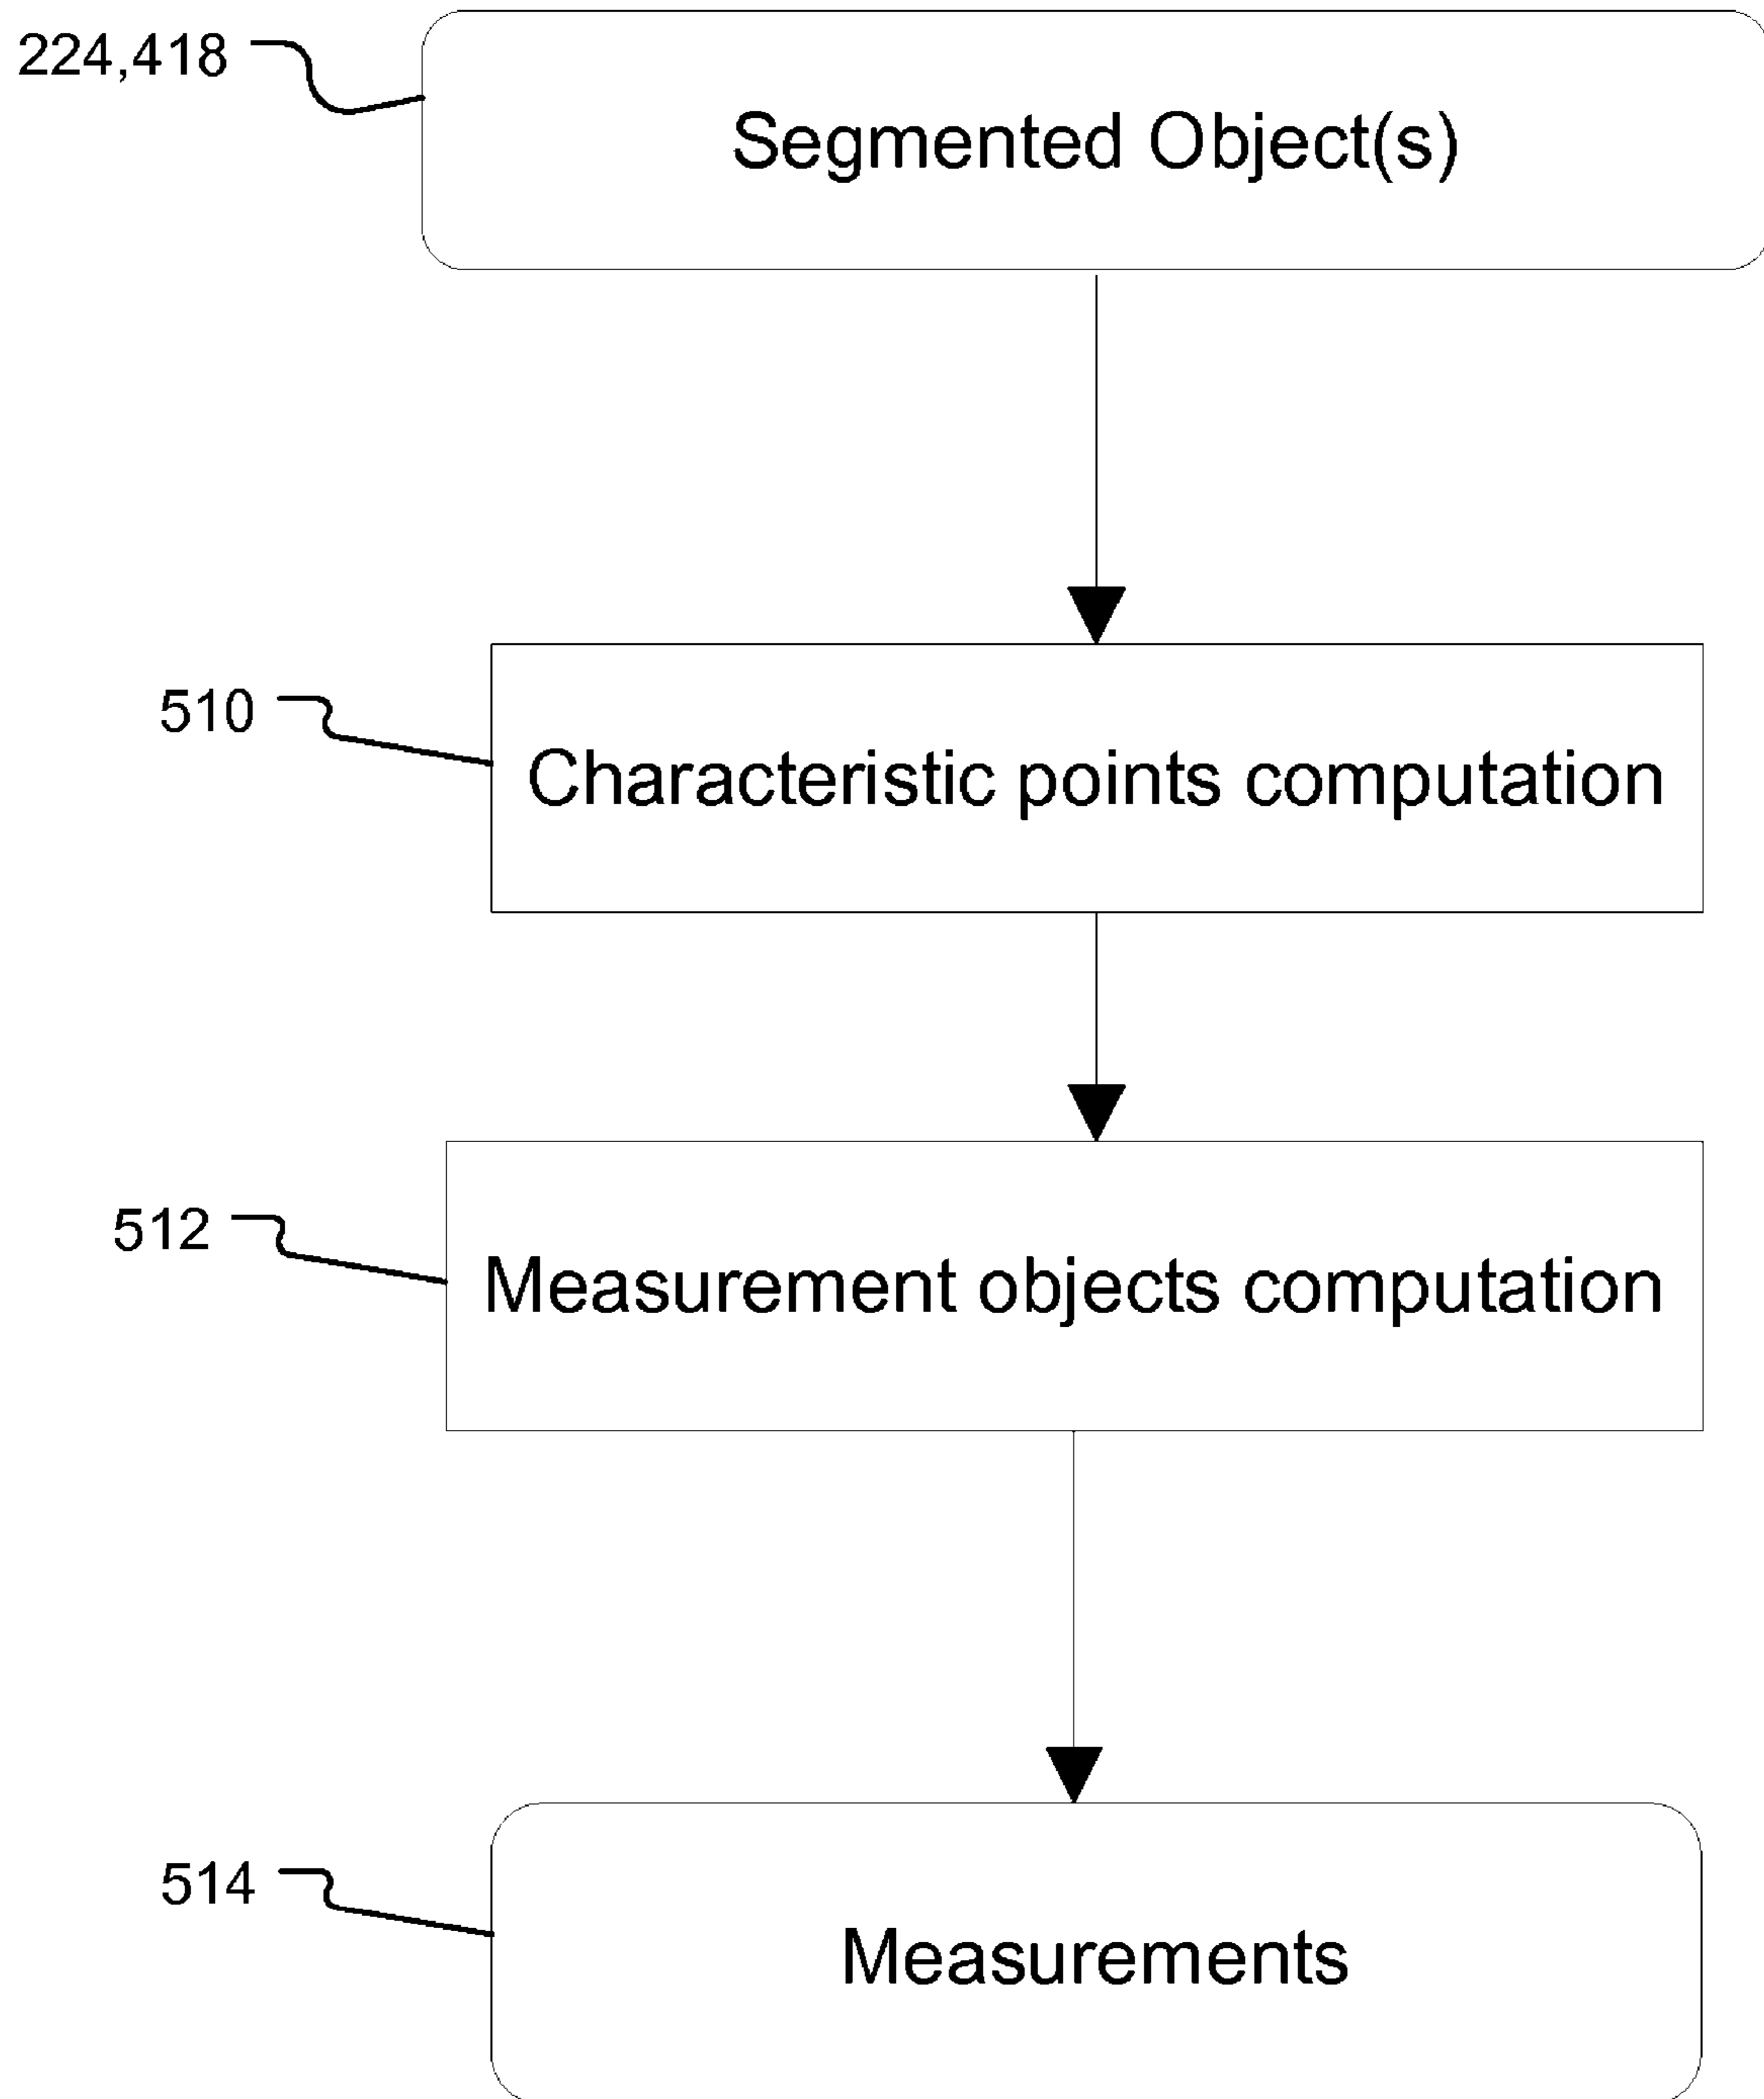 224,418
Segmented Object(s)
510
Characteristic points computation
512
Measurement objects computation
514
Measurements